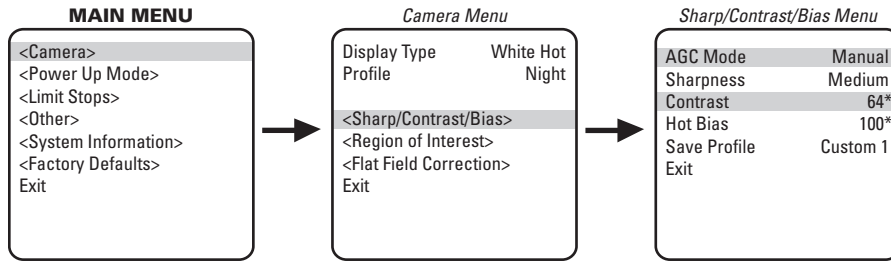 MAIN MENU
<Camera>
<Power Up Mode>
<Limit Stops>
<Other>
<System Information>
<Factory Defaults>
Exit
Camera Menu
Display Type White Hot
Profile Night
<Sharp/Contrast/Bias>
<Region of Interest>
<Flat Field Correction>
Exit
Sharp/Contrast/Bias Menu
AGC Mode Manual
Sharpness Medium
Contrast 64*
Hot Bias 100*
Save Profile Custom 1
Exit